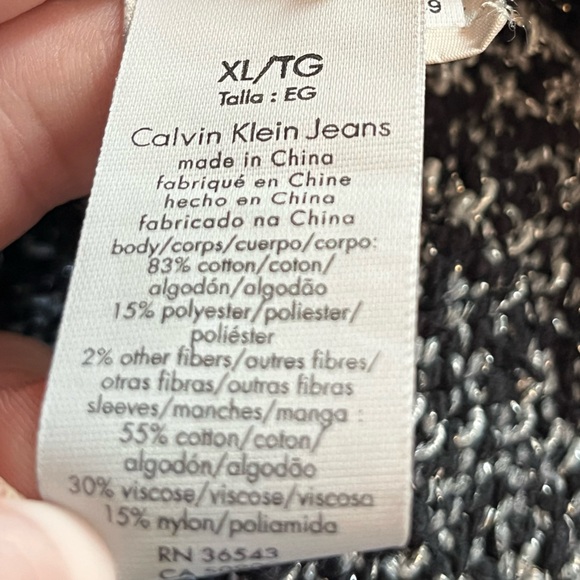 9
XL/TG
Talla : EG
Calvin Klein Jeans
made in China
fabriqué en Chine
hecho en China
fabricado na China
body/corps/cuerpo/corpo:
83% cotton/coton/
algodón/algodão
15% polyester/poliester/
poliéster
2% other fibers/autres fibres/
otras fibras/outras fibras
sleeves/manches/manga :
55% cotton/coton/
algodón/algodão
30% viscose/viscose/viscosa
15% nylon/poliamida
RN 36543
CA